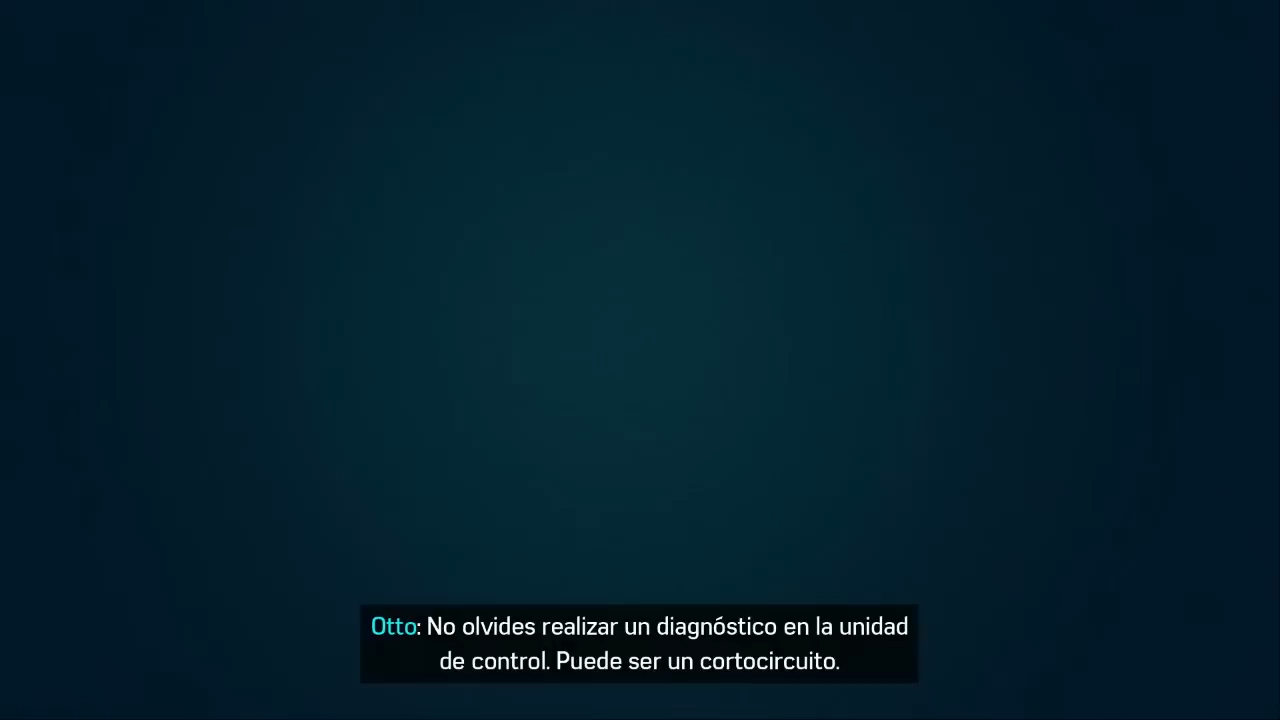 Otto: No olvides realizar un diagnóstico en la unidad
de control. Puede ser un cortocircuito.